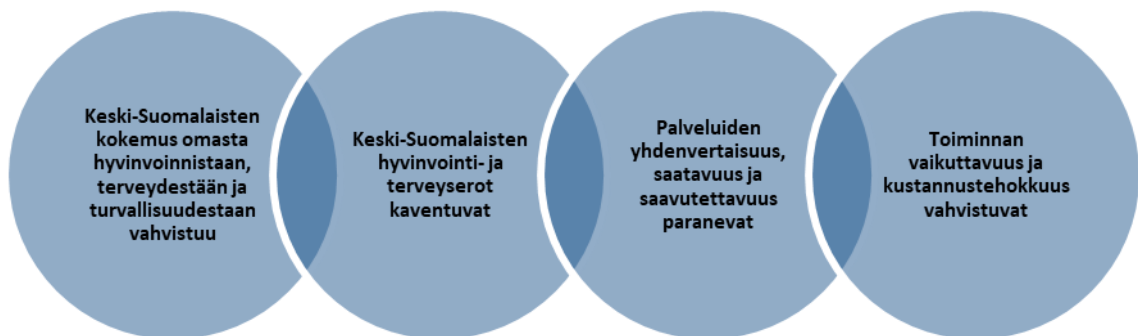 Keski-Suomalaisten
kokemus omasta
hyvinvoinnistaan,
terveydestään ja
turvallisuudestaan
vahvistuu
Keski-Suomalaisten
hyvinvointi- ja
terveyserot
kaventuvat
Palveluiden
yhdenvertaisuus,
saatavuus ja
saavutettavuus
paranevat
Toiminnan
vaikuttavuus ja
kustannustehokkuus
vahvistuvat